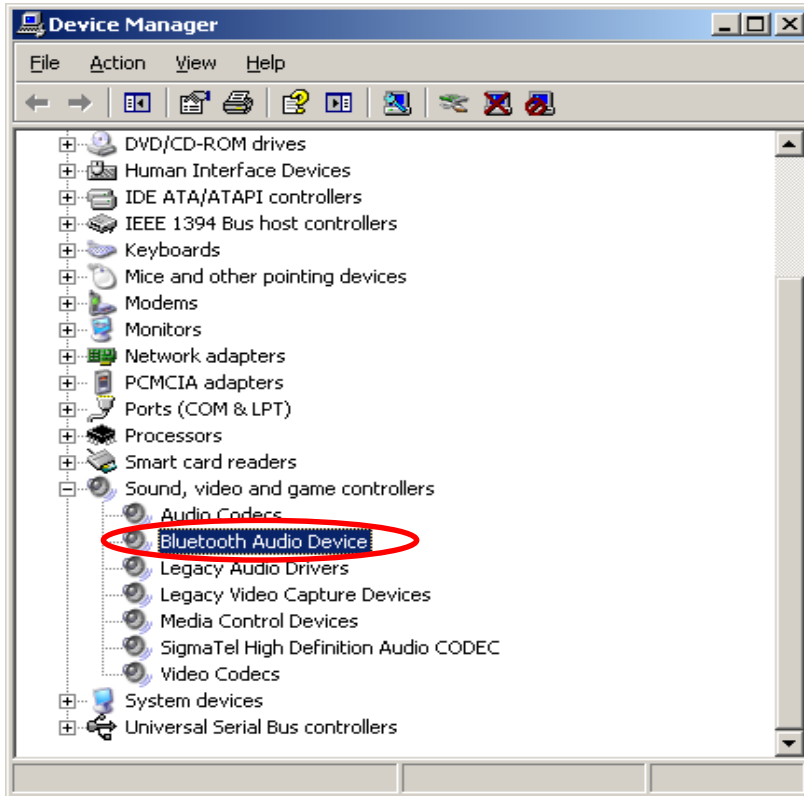 Device Manager
File Action View Help
DVD/CD-ROM drives
Human Interface Devices
IDE ATA/ATAPI controllers
IEEE 1394 Bus host controllers
Keyboards
Mice and other pointing devices
Modems
Monitors
Network adapters
PCMCIA adapters
Ports (COM & LPT)
Processors
Smart card readers
Sound, video and game controllers
Audio Codecs
Bluetooth Audio Device
Legacy Audio Drivers
Legacy Video Capture Devices
Media Control Devices
SigmaTel High Definition Audio CODEC
Video Codecs
System devices
Universal Serial Bus controllers